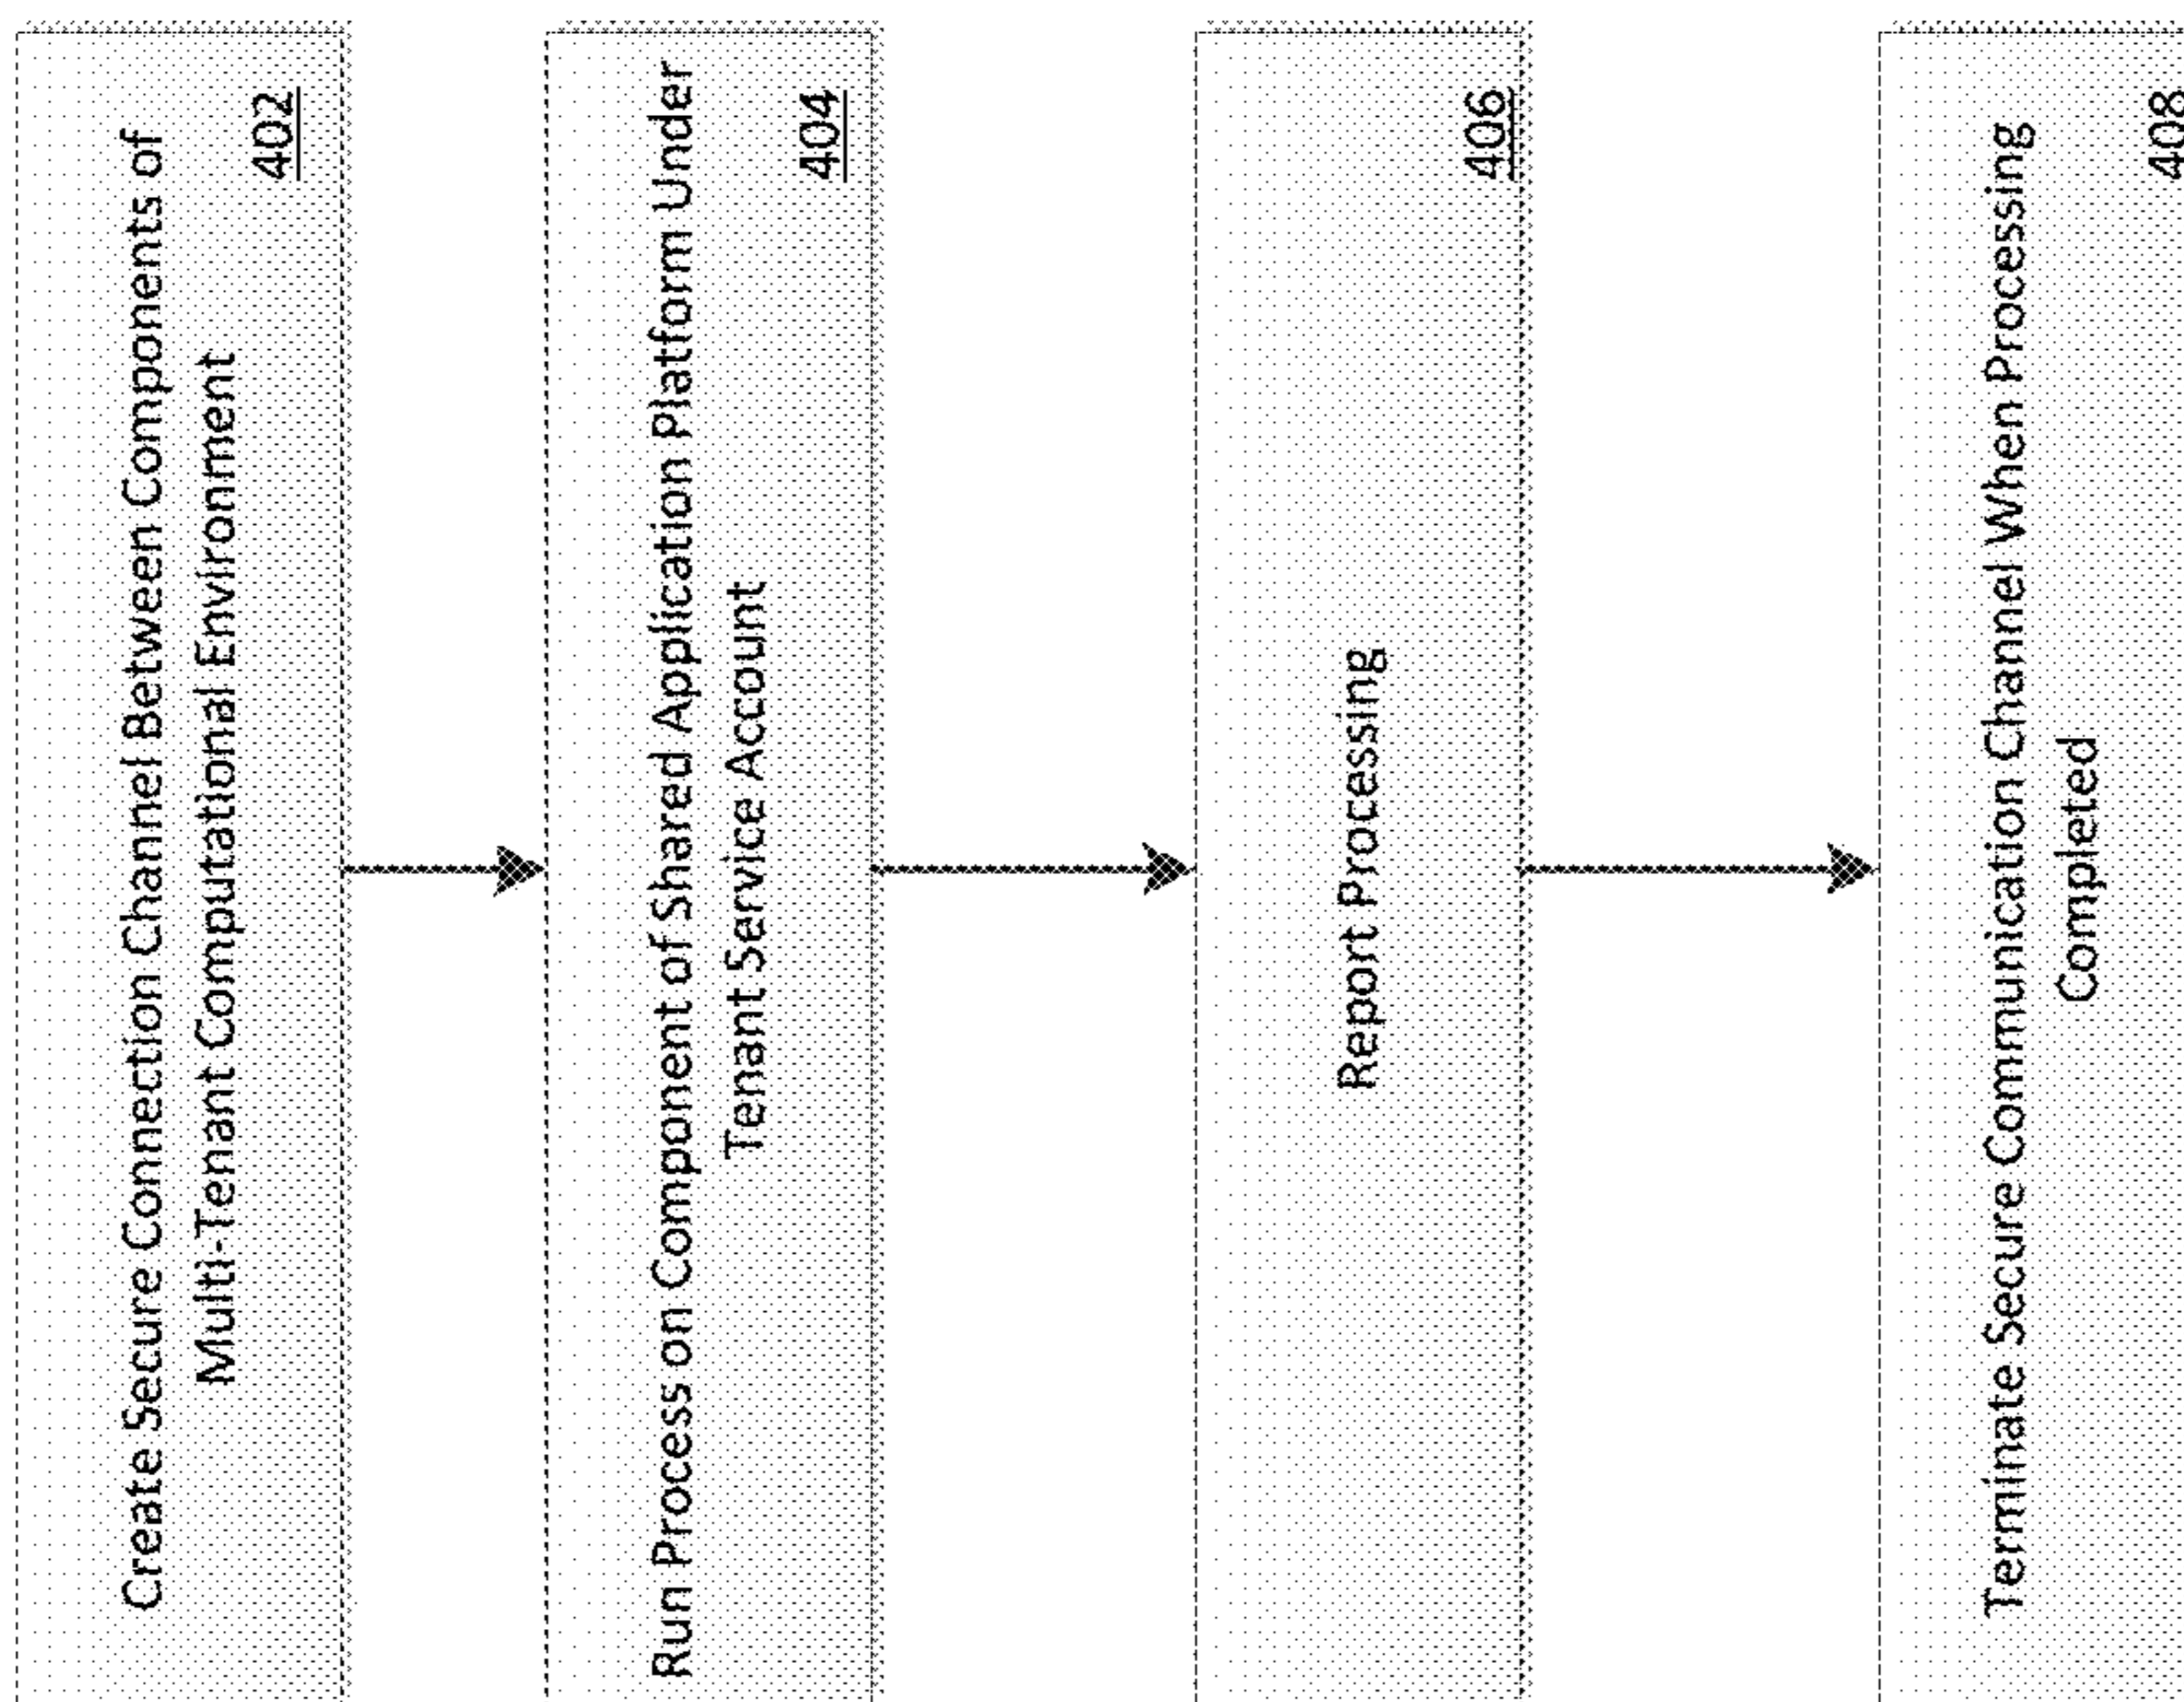 Create Secure Connection Channel Between Components of
Multi-Tenant Computational Environment
402
Run Process on Component of Shared Application Platform Under
Tenant Service Account
404
Report Processing
406
Terminate Secure Communication Channel When Processing
Completed
408